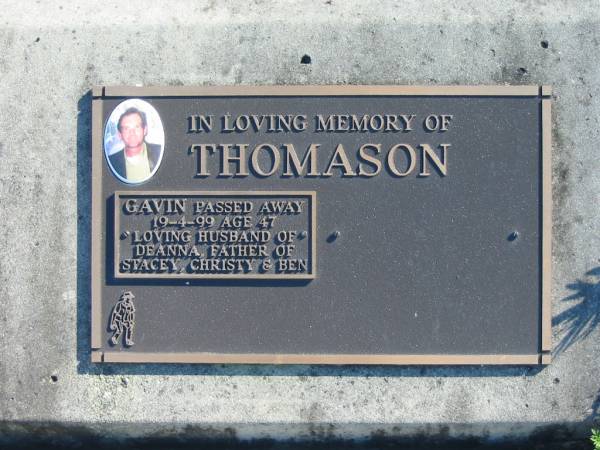 IN LOVING MEMORY OF
THOMASON
GAVIN PASSED AWAY
19-4-99 AGE 47
LOVING HUSBAND OF
DEANNA, FATHER OF
STACEY, CHRISTY & BEN